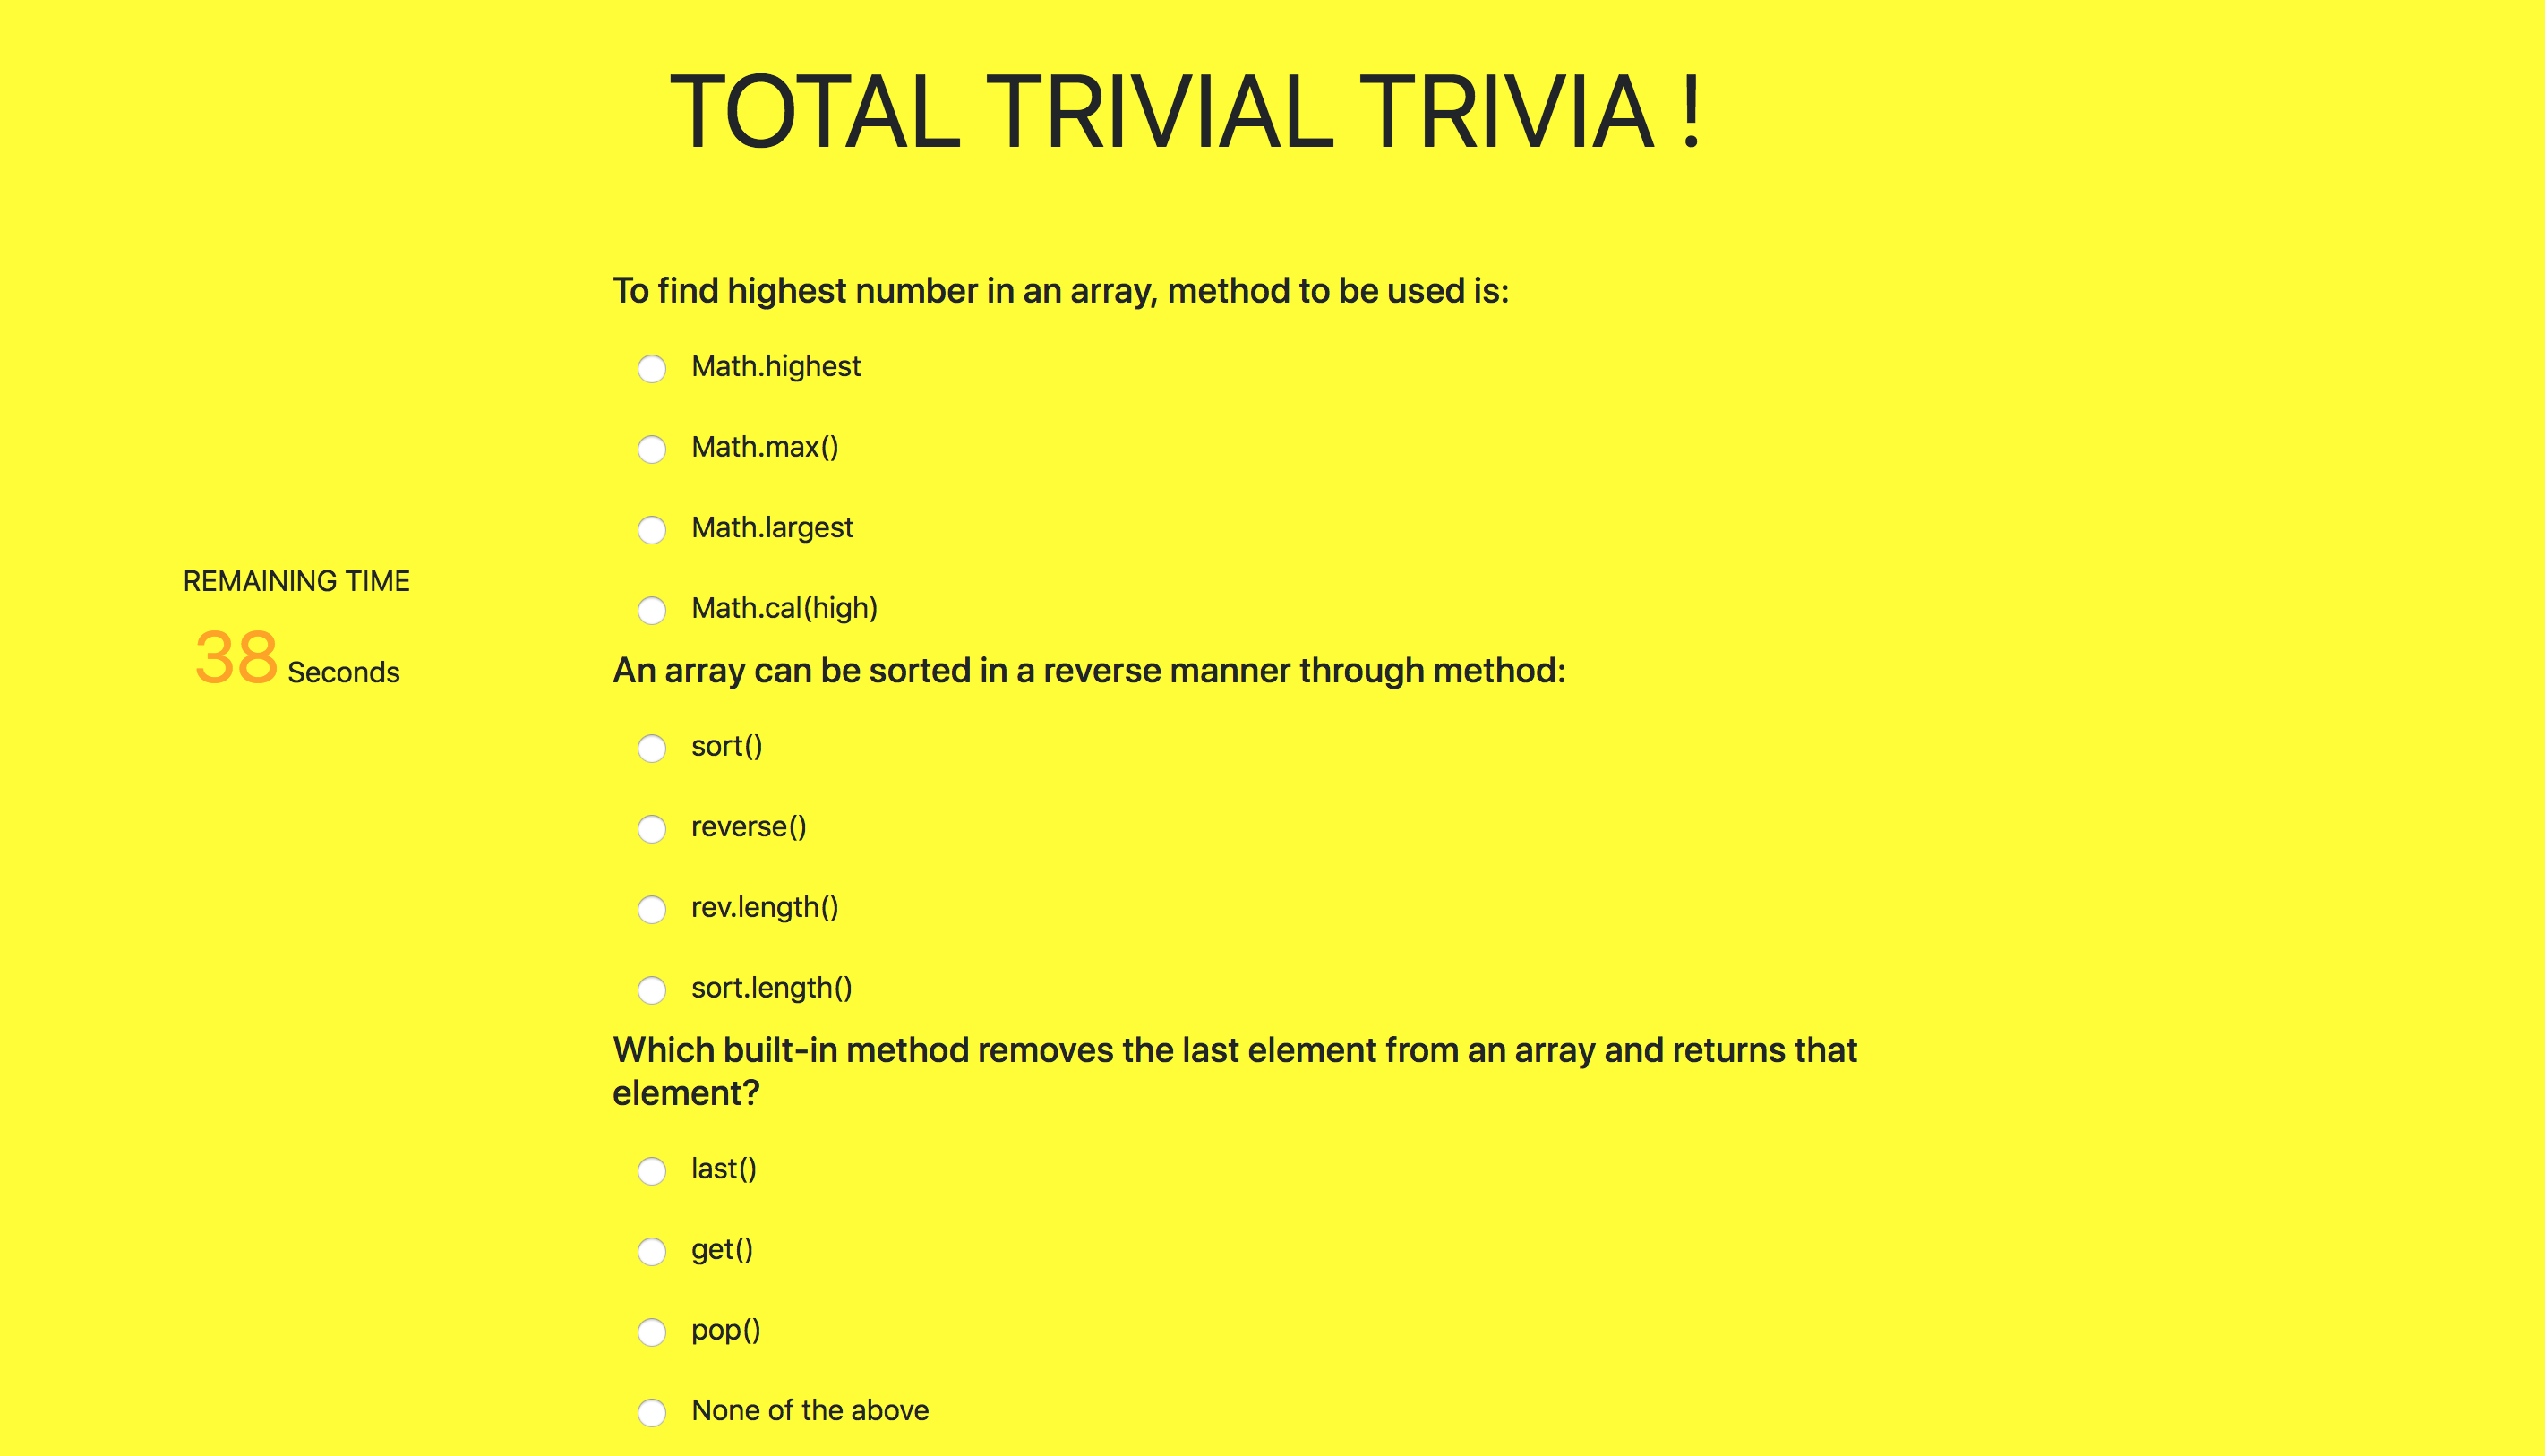 TOTAL TRIVIAL TRIVIA !
REMAINING TIME
38 Seconds
To find highest number in an array, method to be used is:
Math.highest
Math.max()
Math.largest
Math.cal(high)
An array can be sorted in a reverse manner through method:
sort()
reverse()
rev.length()
sort.length()
Which built-in method removes the last element from an array and returns that
element?
last()
get()
pop()
None of the above